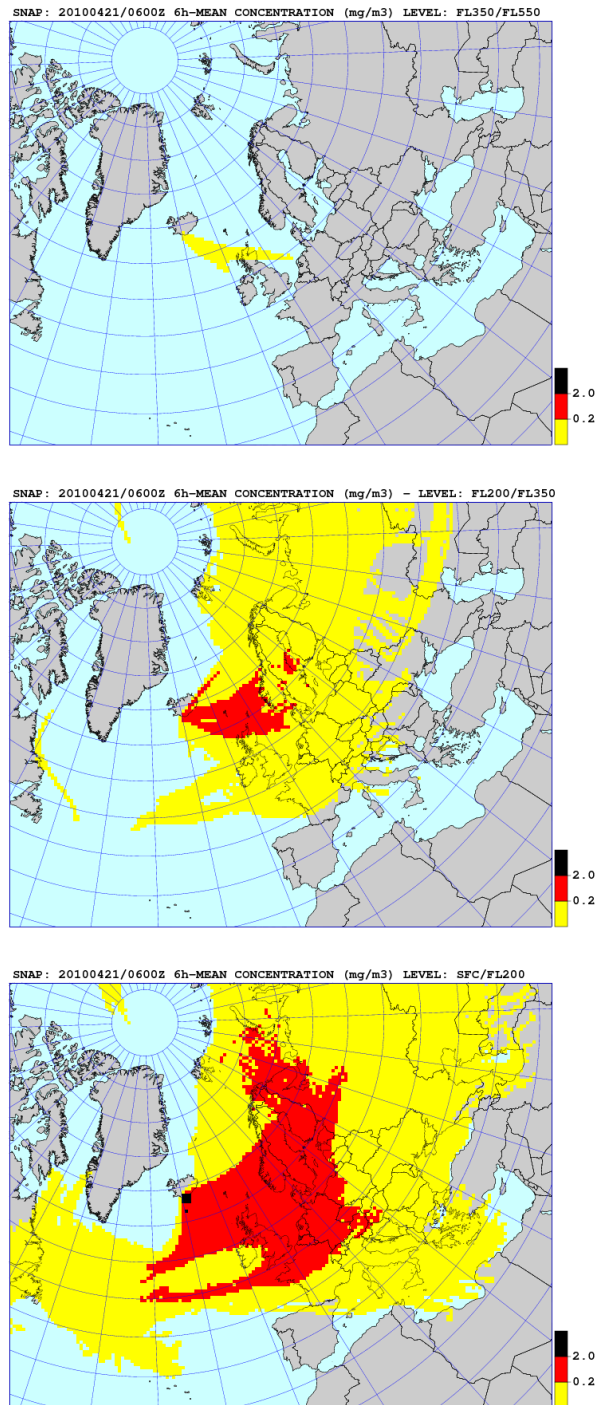 SNAP: 20100421/0600Z 6h-MEAN CONCENTRATION (mg/m3) LEVEL: FL350/FL550
2.0
0.2
SNAP: 20100421/0600Z 6h-MEAN CONCENTRATION (mg/m3) - LEVEL: FL200/FL350
2.0
0.2
SNAP: 20100421/0600Z 6h-MEAN CONCENTRATION (mg/m3) LEVEL: SFC/FL200
2.0
0.2